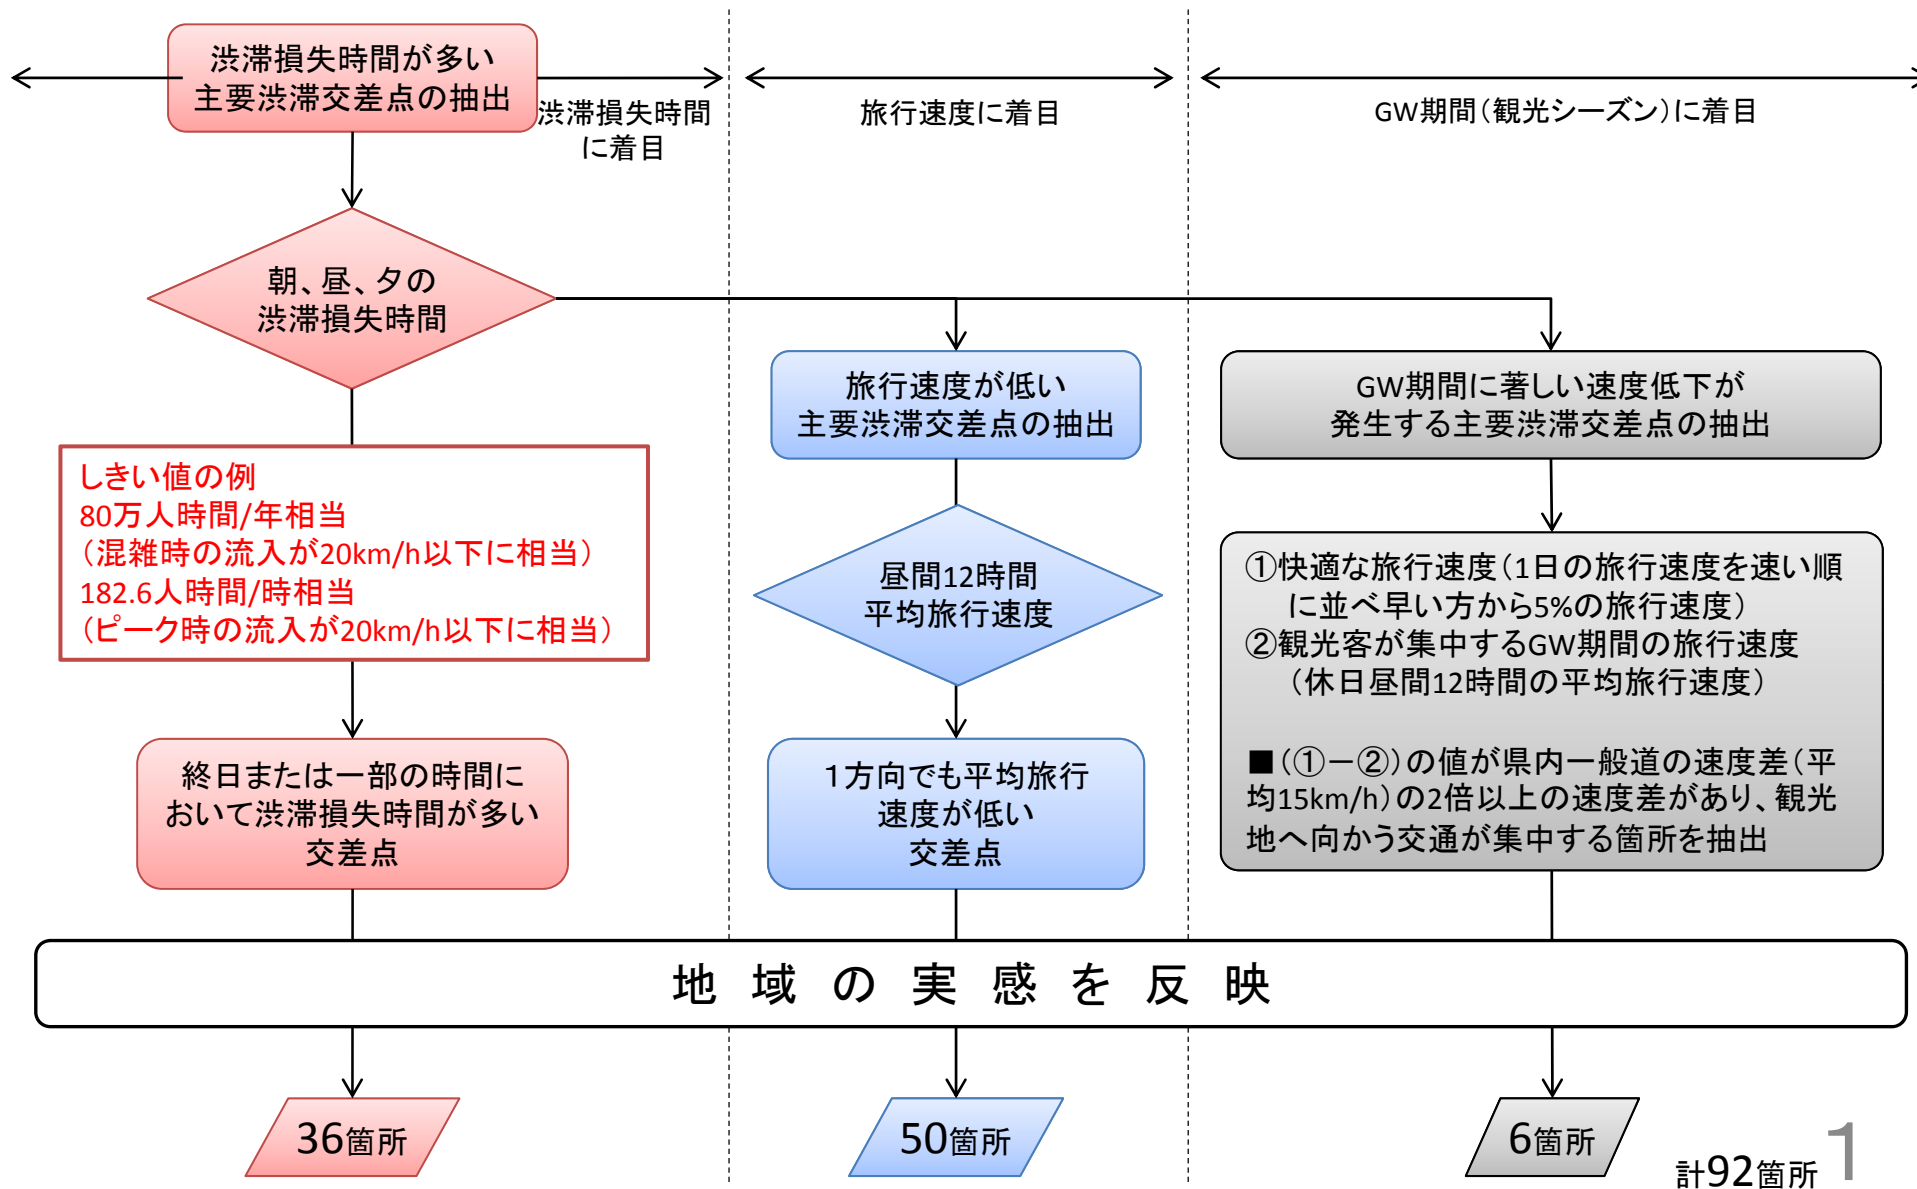 渋滞損失時間が多い
主要渋滞交差点の抽出
渋滞損失時間
に着目
旅行速度に着目
GW期間（観光シーズン）に着目
朝、昼、夕の
渋滞損失時間
しきい値の例
80万人時間/年相当
（混雑時の流入が20km/h以下に相当）
182.6人時間/時相当
（ピーク時の流入が20km/h以下に相当）
終日または一部の時間に
おいて渋滞損失時間が多い
交差点
旅行速度が低い
主要渋滞交差点の抽出
昼間12時間
平均旅行速度
１方向でも平均旅行
速度が低い
交差点
GW期間に著しい速度低下が
発生する主要渋滞交差点の抽出
①快適な旅行速度（1日の旅行速度を速い順
に並べ早い方から5%の旅行速度）
②観光客が集中するGW期間の旅行速度
（休日昼間12時間の平均旅行速度）
■（①－②）の値が県内一般道の速度差（平
均15km/h）の2倍以上の速度差があり、観光
地へ向かう交通が集中する箇所を抽出
地域の実感を反映
36箇所
50箇所
6箇所
計92箇所
1